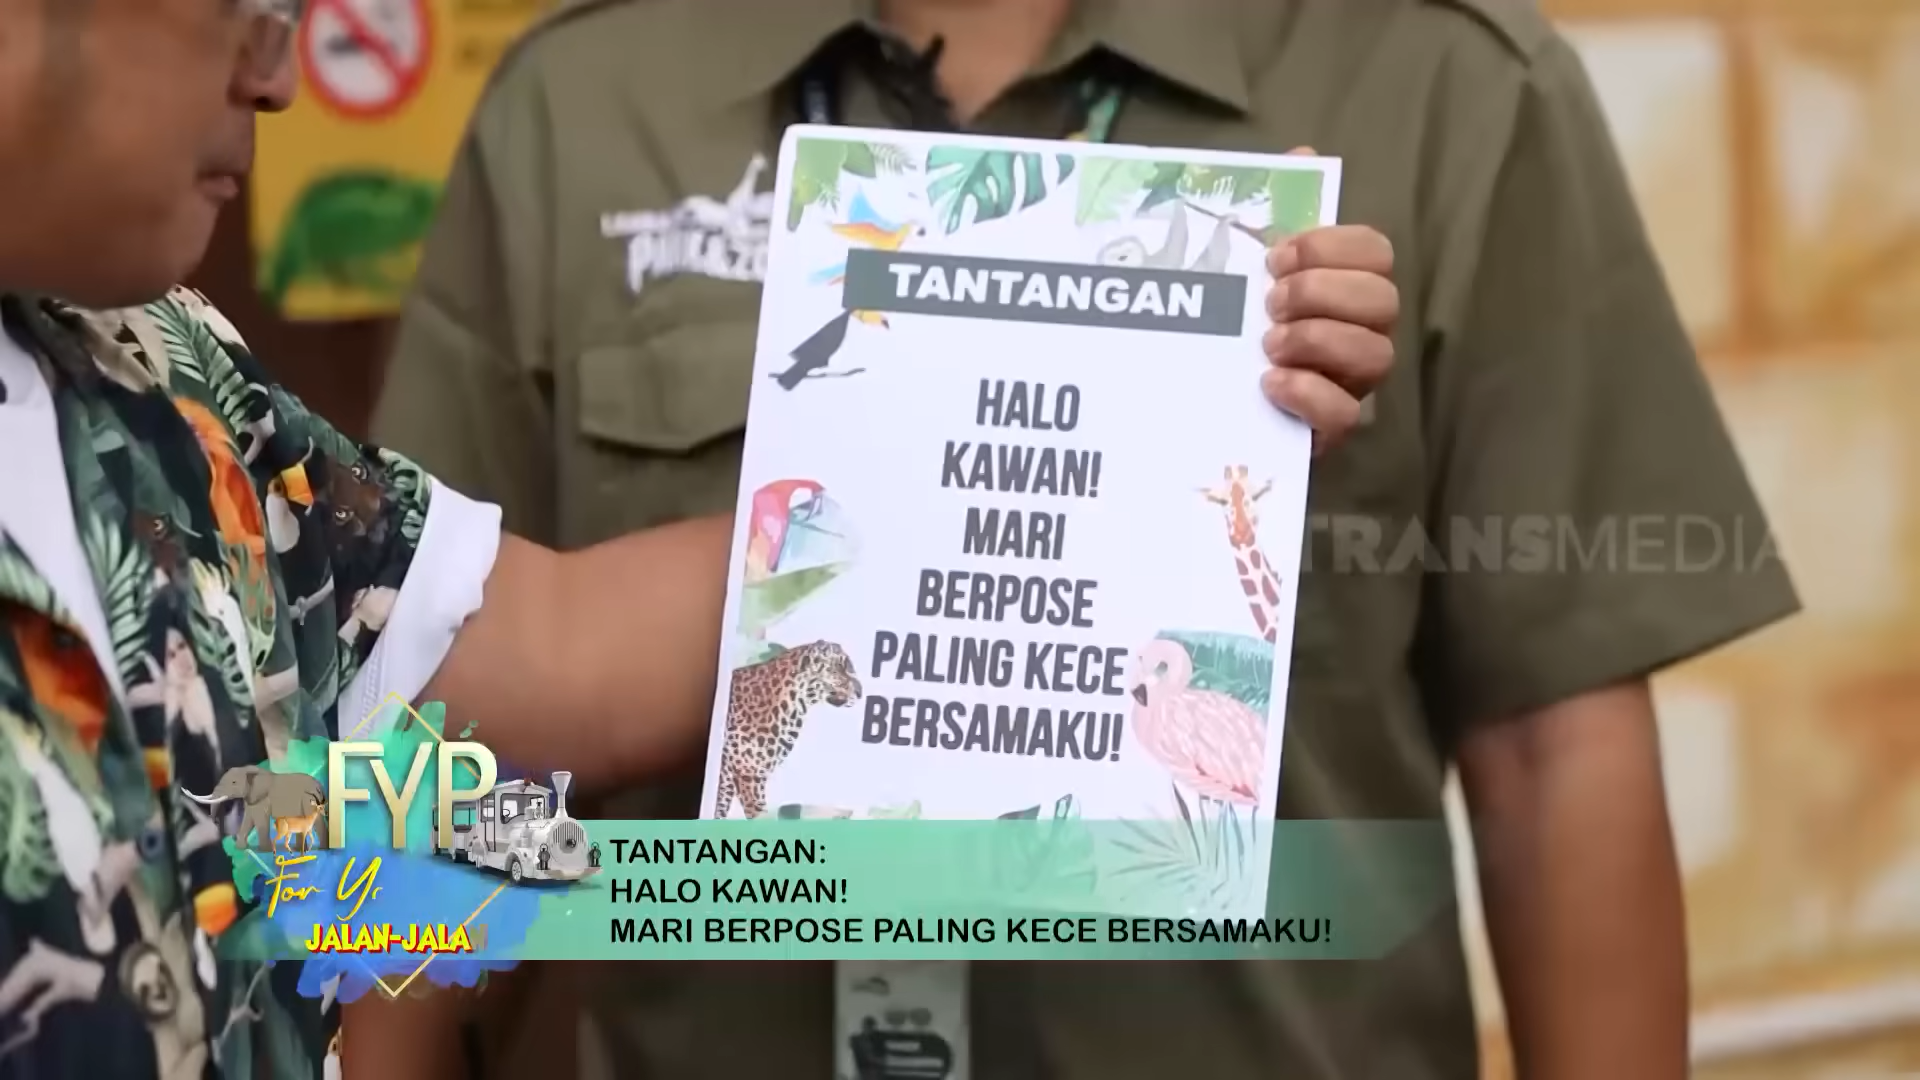 TANTANGAN
HALO
KAWAN!
MARI
BERPOSE
PALING KECE
BERSAMAKU!
TRANSMEDIA
FYP
For Yr
JALAN-JALAN
TANTANGAN:
HALO KAWAN!
MARI BERPOSE PALING KECE BERSAMAKU!